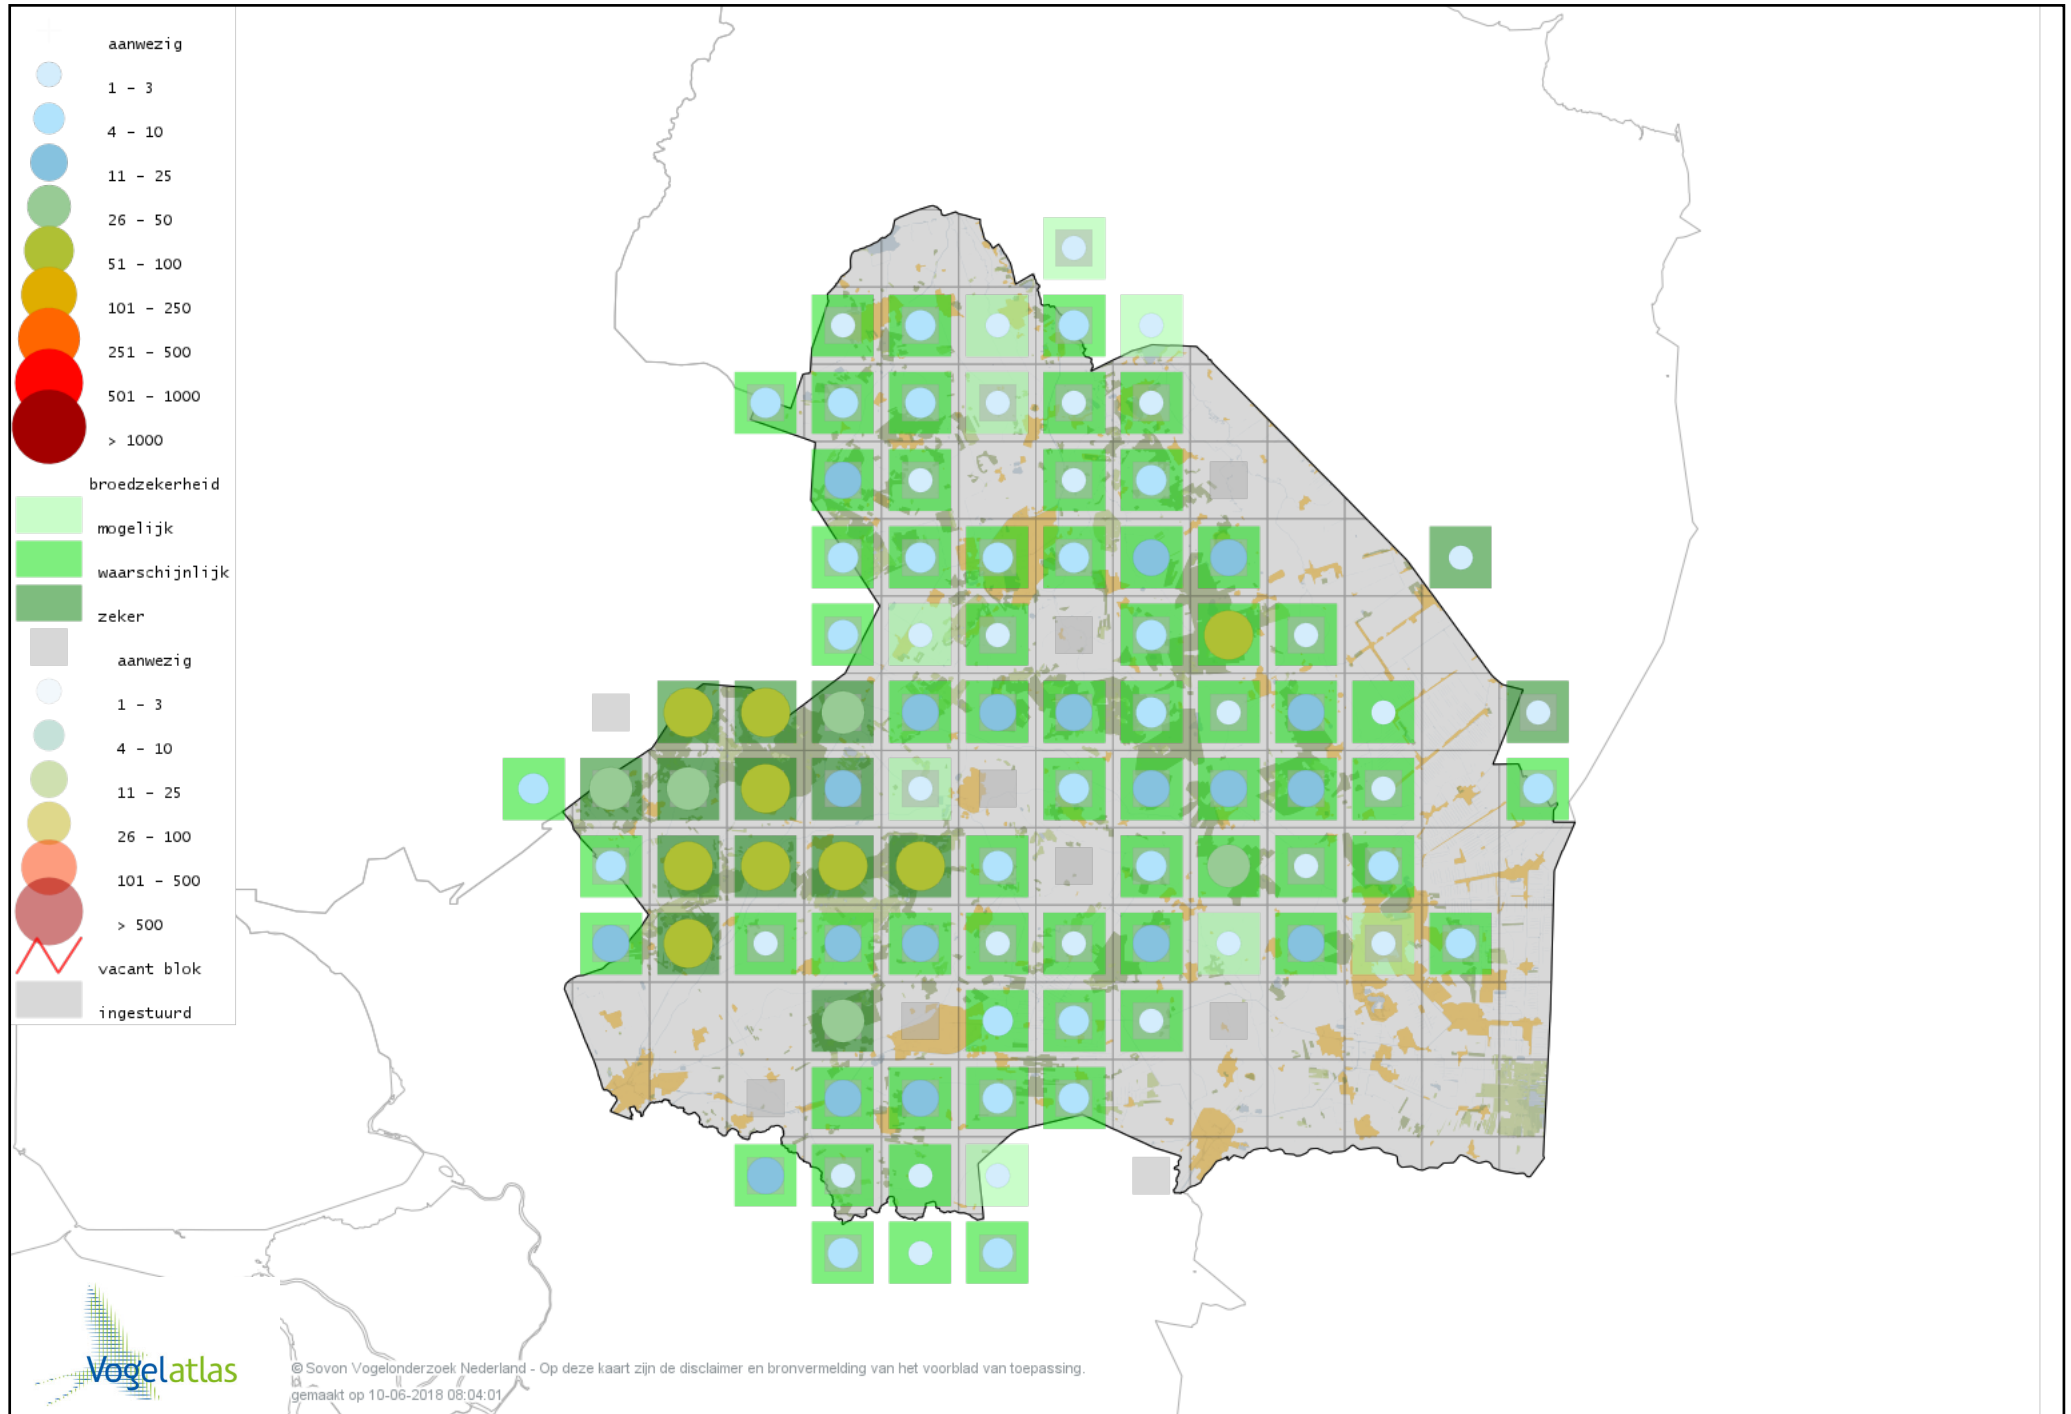 aanwezig
1 - 3
4 - 10
11 - 25
26 - 50
51 - 100
101 - 250
251 - 500
501 - 1000
> 1000
broedzekerheid
mogelijk
waarschijnlijk
zeker
aanwezig
1 - 3
4 - 10
11 - 25
26 - 100
101 - 500
> 500
vacant blok
ingestuurd
Vogelatlas
© Sovon Vogelonderzoek Nederland - Op deze kaart zijn de disclaimer en bronvermelding van het voorblad van toepassing.
gemaakt op 10-06-2018 08:04:01